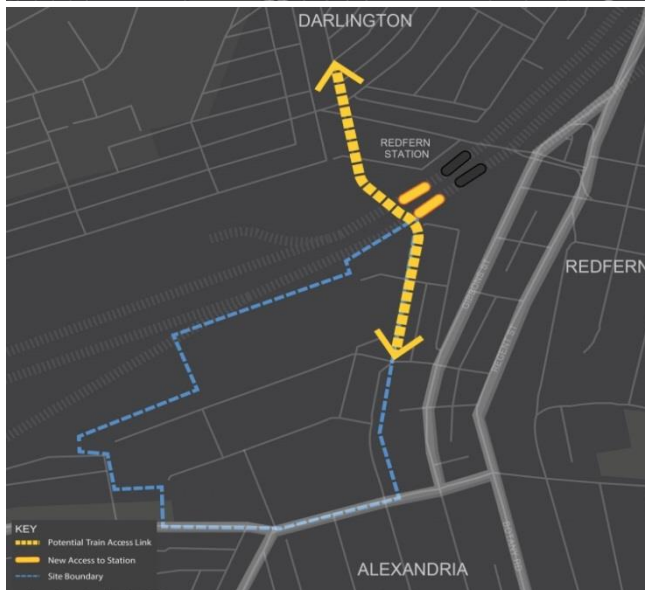 DARLINGTON
REDFERN
STATION
REDFERN
KEY
Potential Train Access Link
New Access to Station
Site Boundary
ALEXANDRIA